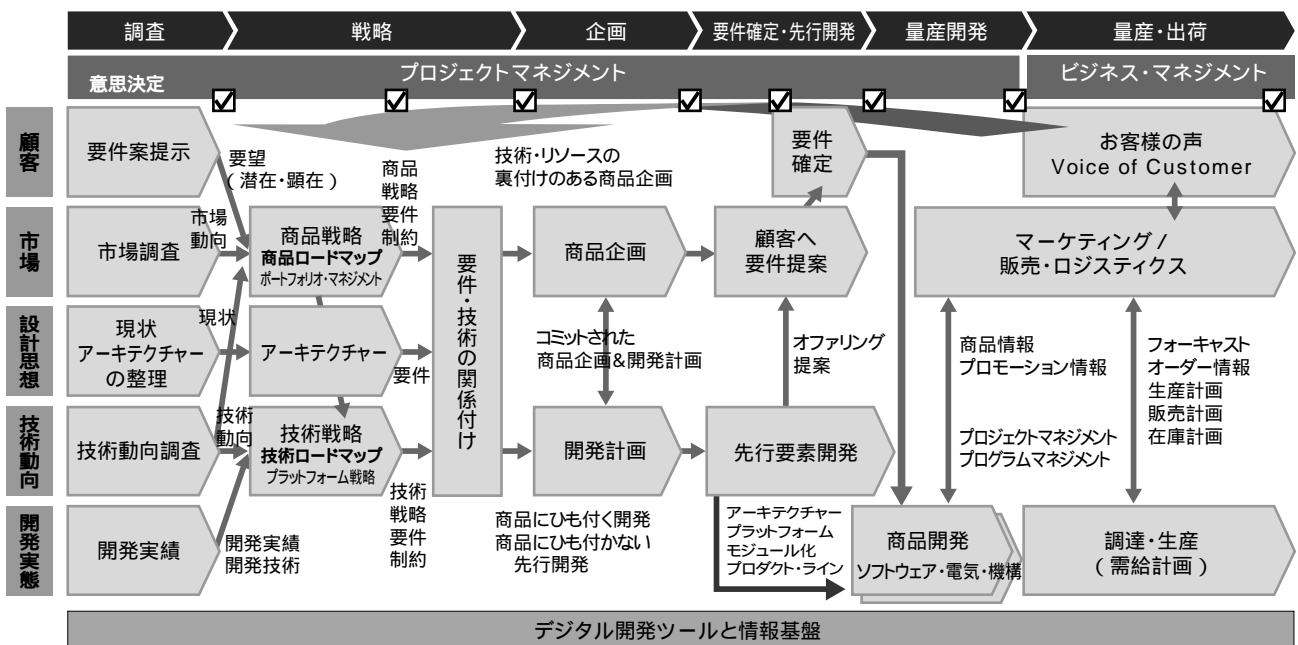 調査
戦略
企画
要件確定・先行開発
量産開発
量産・出荷
意思決定
プロジェクトマネジメント
ビジネス・マネジメント
顧客
要件案提示
要望
(潜在・顕在)
商品
戦略
要件
制約
技術・リソースの
裏付けのある商品企画
要件
確定
お客様の声
Voice of Customer
市場
市場調査
市場
動向
商品戦略
商品ロードマップ
ポートフォリオ・マネジメント
要件・技術の関係付け
商品企画
顧客へ
要件提案
マーケティング/
販売・ロジスティクス
設計思想
現状
アーキテクチャー
の整理
現状
アーキテクチャー
要件
コミットされた
商品企画&開発計画
オファリング
提案
商品情報
プロモーション情報
フォーキャスト
オーダー情報
生産計画
販売計画
在庫計画
技術動向
技術動向調査
技術
動向
技術戦略
技術ロードマップ
プラットフォーム戦略
開発計画
先行要素開発
プロジェクトマネジメント
プログラムマネジメント
開発実態
開発実績
開発実績
開発技術
技術
戦略
要件
制約
商品にひも付く開発
商品にひも付かない
先行開発
アーキテクチャー
プラットフォーム
モジュール化
プロダクト・ライン
商品開発
ソフトウェア・電気・機構
調達・生産
(需給計画)
デジタル開発ツールと情報基盤